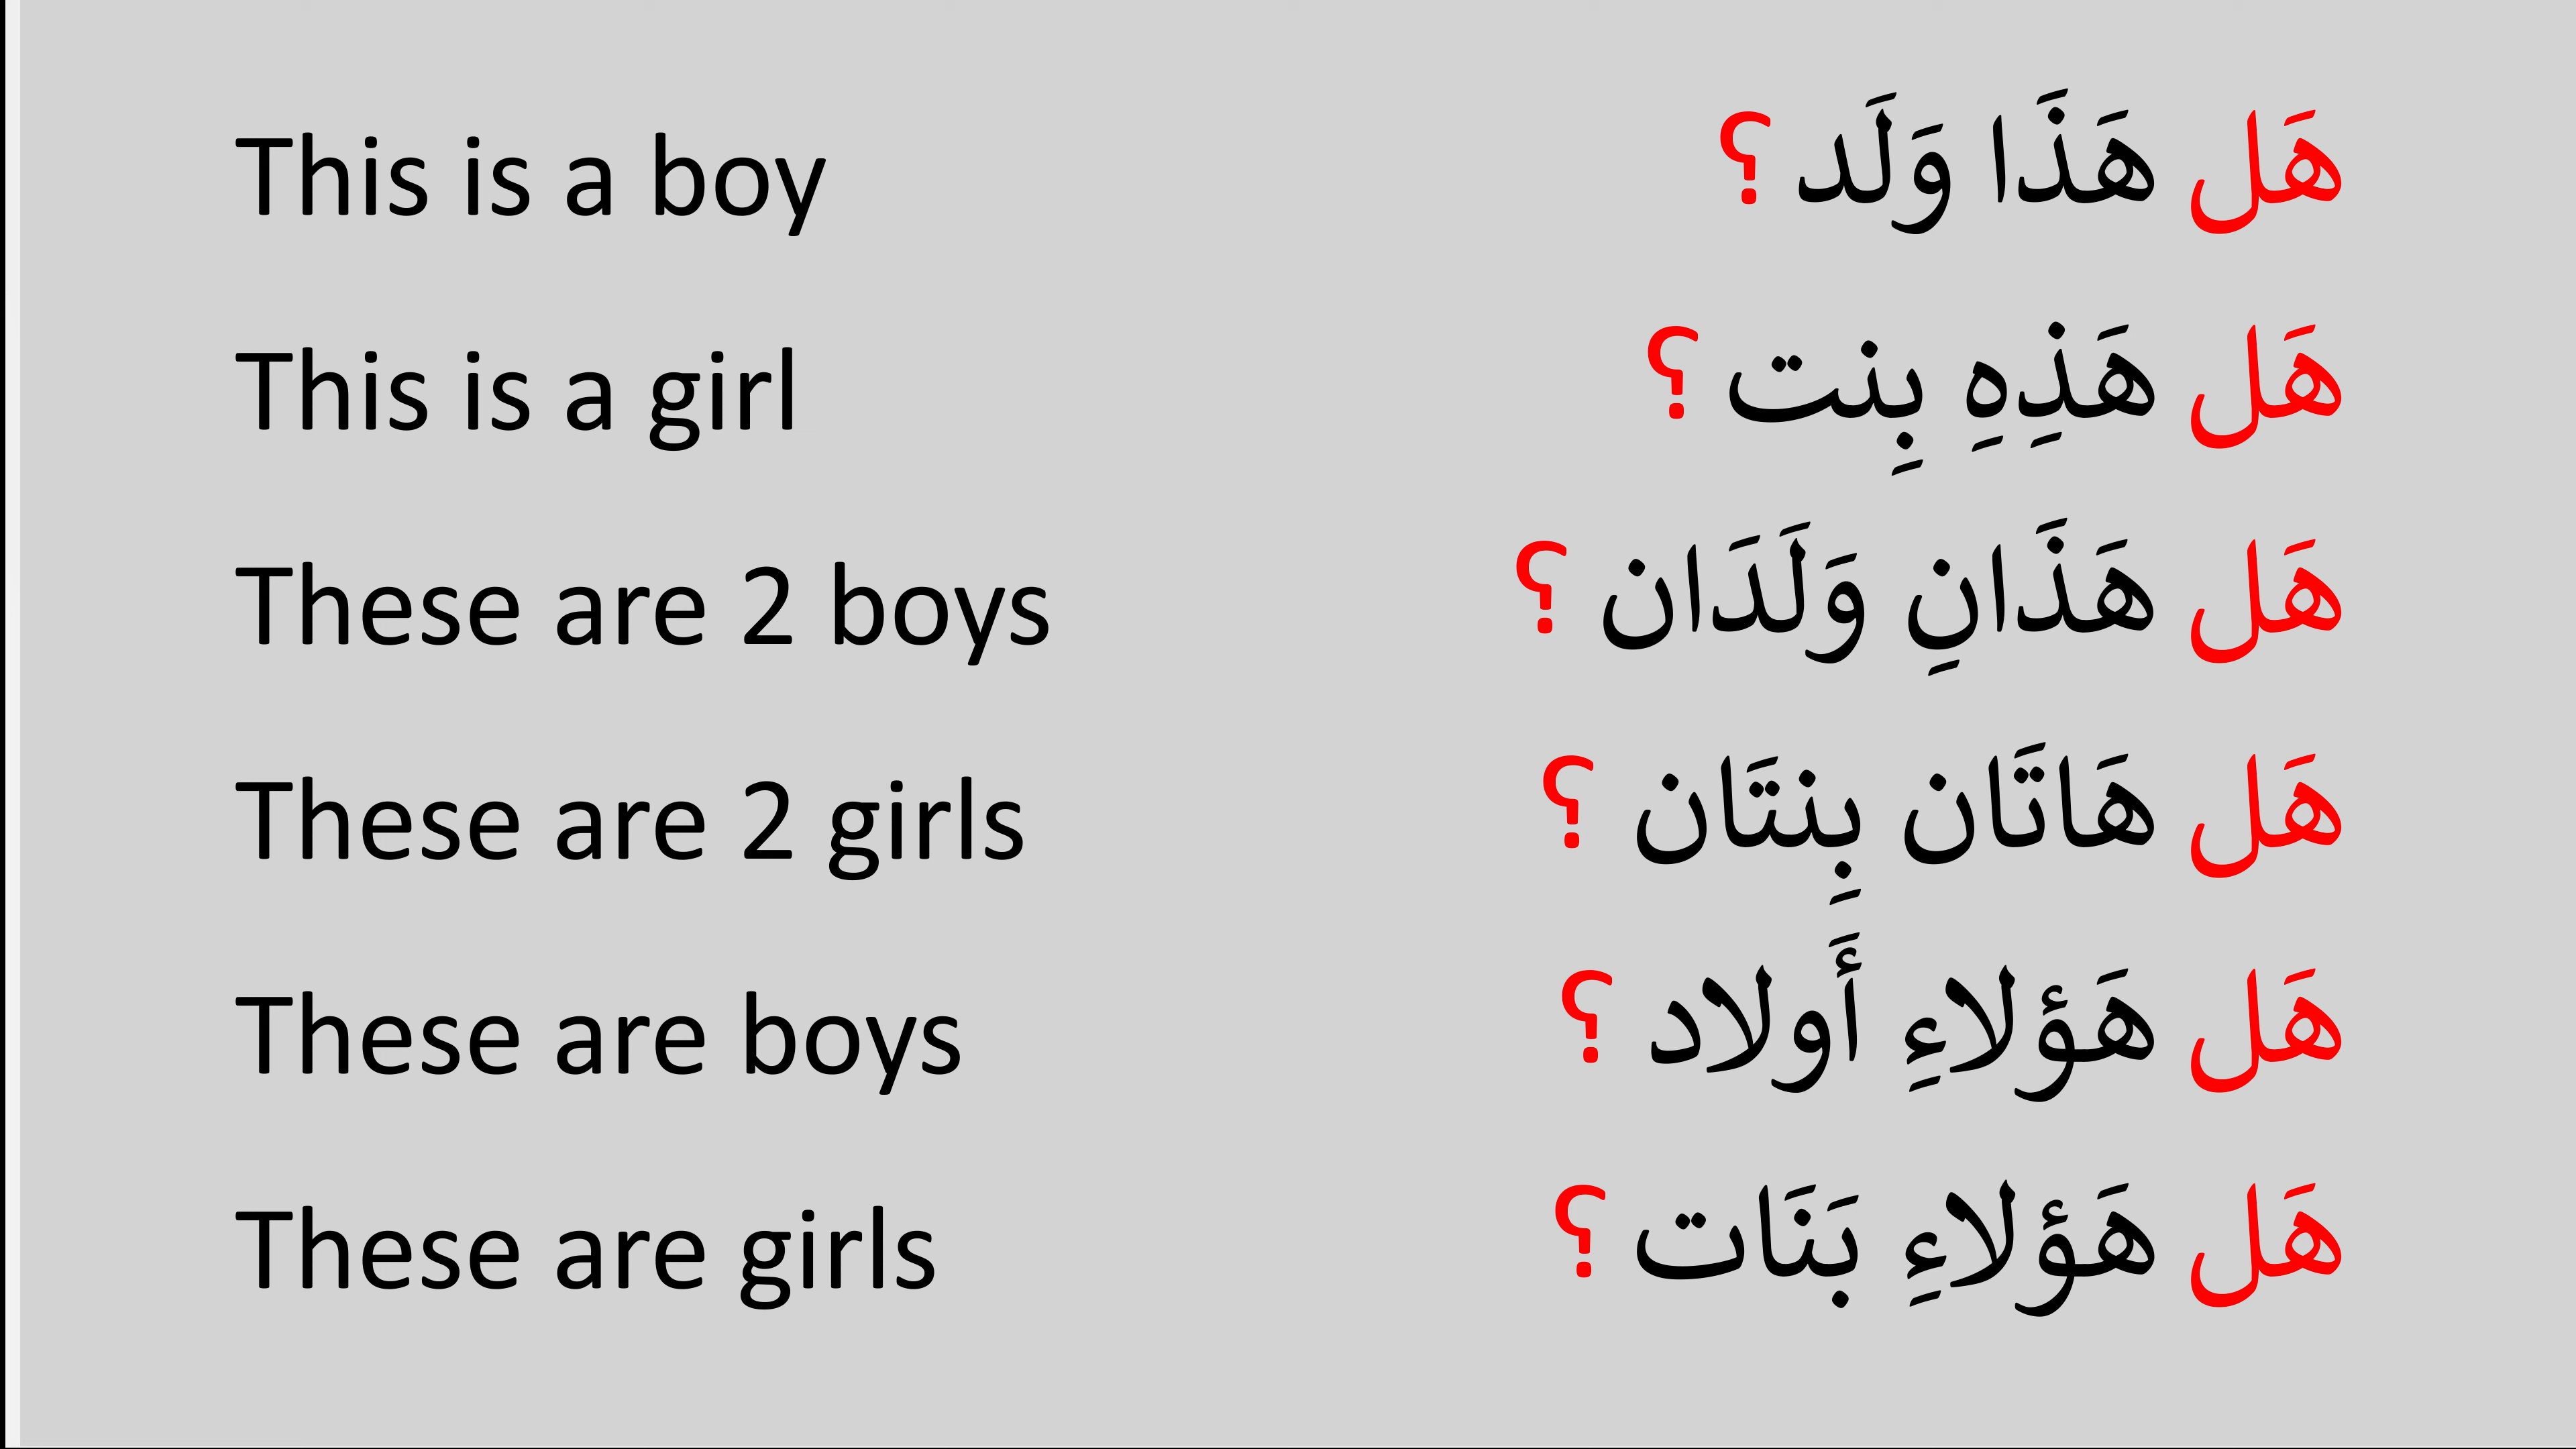 This is a boy هَل هَذَا وَلَد ؟
This is a girl هَل هَذِهِ بِنت ؟
These are 2 boys هَل هَذَانِ وَلَدَان ؟
These are 2 girls هَل هَاتَان بِنتَان ؟
These are boys هَل هَؤلاءِ أَولاد ؟
These are girls هَل هَؤلاءِ بَنَات ؟